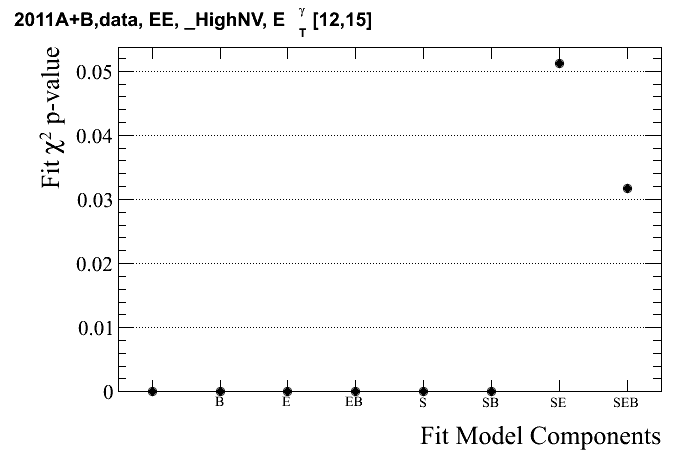 2011A+B,data, EE, _HighNV, E γ T [12,15]
Fit χ² p-value
0.05
0.04
0.03
0.02
0.01
0
B E EB S SB SE SEB
Fit Model Components